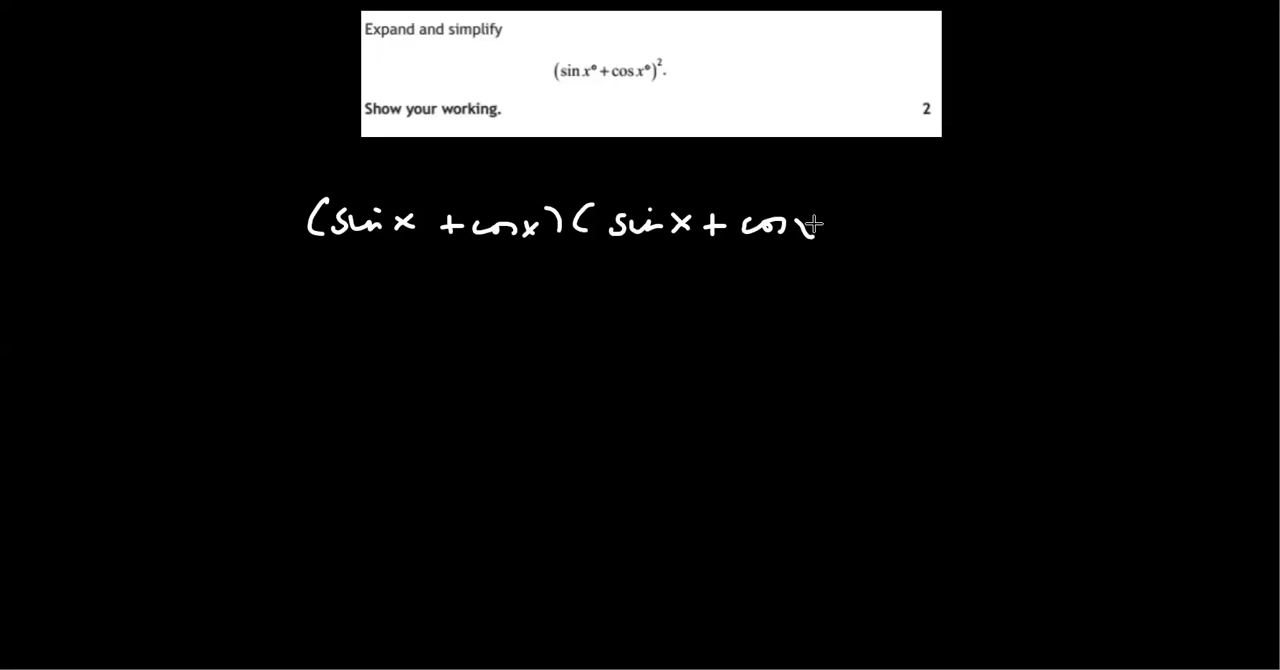 Expand and simplify
(sin x° + cos x°)².
Show your working. 2
(sin x + cos x)( sin x + cos x